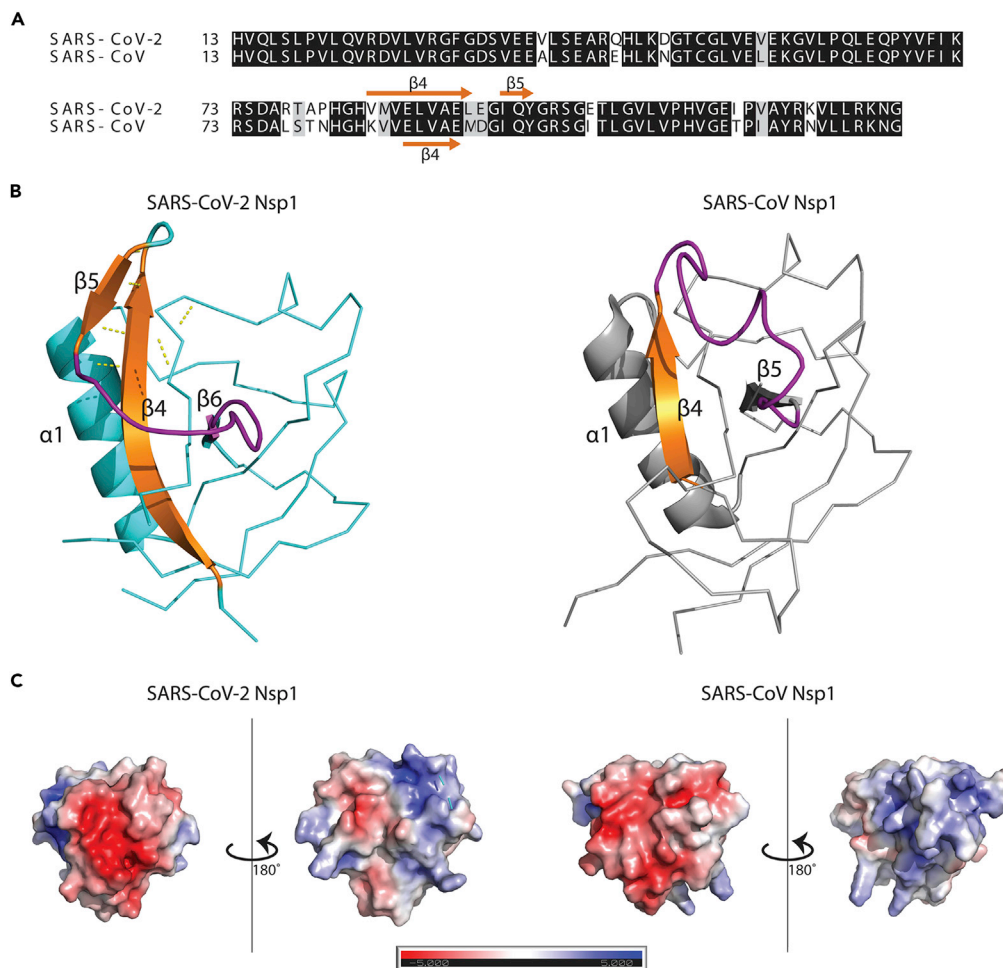 A
SARS-CoV-2 13 HVQLSLPVLQVRDVLVRGFGDSVEEVLSEARQHLKDGTCGLVEVEKGVLPQLEQPYVFIK
SARS-CoV 13 HVQLSLPVLQVRDVLVRGFGDSVEEALSEAREHLKNGTCGLVELEKGVLPQLEQPYVFIK
β4 β5
SARS-CoV-2 73 RSDARTAPHGHVMVELVAELEGIQYGRSGETLGVLVPHVGEIPVAYRKVLLRKNG
SARS-CoV 73 RSDALSTNHGHKVVELVAEMDGIQYGRSGITLGVLVPHVGETPIAYRNVLLRKNG
β4
B
SARS-CoV-2 Nsp1 SARS-CoV Nsp1
β5
β4 β6 α1
β5 β4 α1
C
SARS-CoV-2 Nsp1 SARS-CoV Nsp1
180° 180°
-5.000 5.000